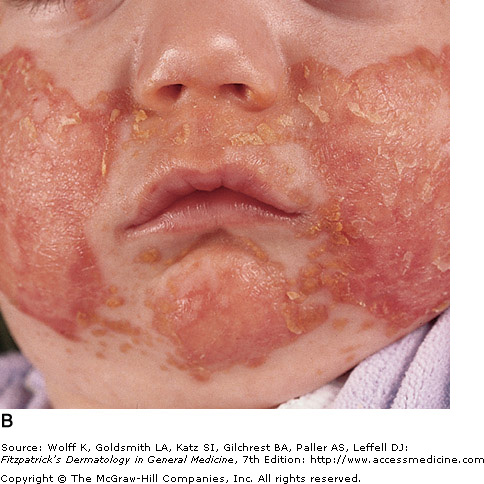 B
Source: Wolff K, Goldsmith LA, Katz SI, Gilchrest BA, Paller AS, Leffell DJ:
Fitzpatrick's Dermatology in General Medicine, 7th Edition: http://www.accessmedicine.com
Copyright © The McGraw-Hill Companies, Inc. All rights reserved.